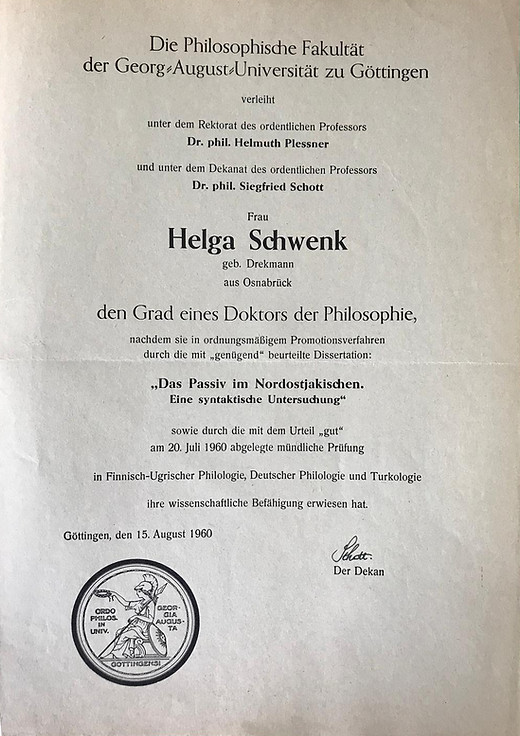 Die Philosophische Fakultät
der Georg-August-Universität zu Göttingen
verleiht
unter dem Rektorat des ordentlichen Professors
Dr. phil. Helmuth Plessner
und unter dem Dekanat des ordentlichen Professors
Dr. phil. Siegfried Schott
Frau
Helga Schwenk
geb. Drekmann
aus Osnabrück
den Grad eines Doktors der Philosophie,
nachdem sie in ordnungsmäßigem Promotionsverfahren
durch die mit „genügend“ beurteilte Dissertation:
„Das Passiv im Nordostjakischen.
Eine syntaktische Untersuchung“
sowie durch die mit dem Urteil „gut“
am 20. Juli 1960 abgelegte mündliche Prüfung
in Finnisch-Ugrischer Philologie, Deutscher Philologie und Turkologie
ihre wissenschaftliche Befähigung erwiesen hat.
Göttingen, den 15. August 1960
Schott.
Der Dekan
ORDO
PHILOS.
IN
UNIV.
GEOR-
GIA
AUGUS-
TA
GOTTINGENSI